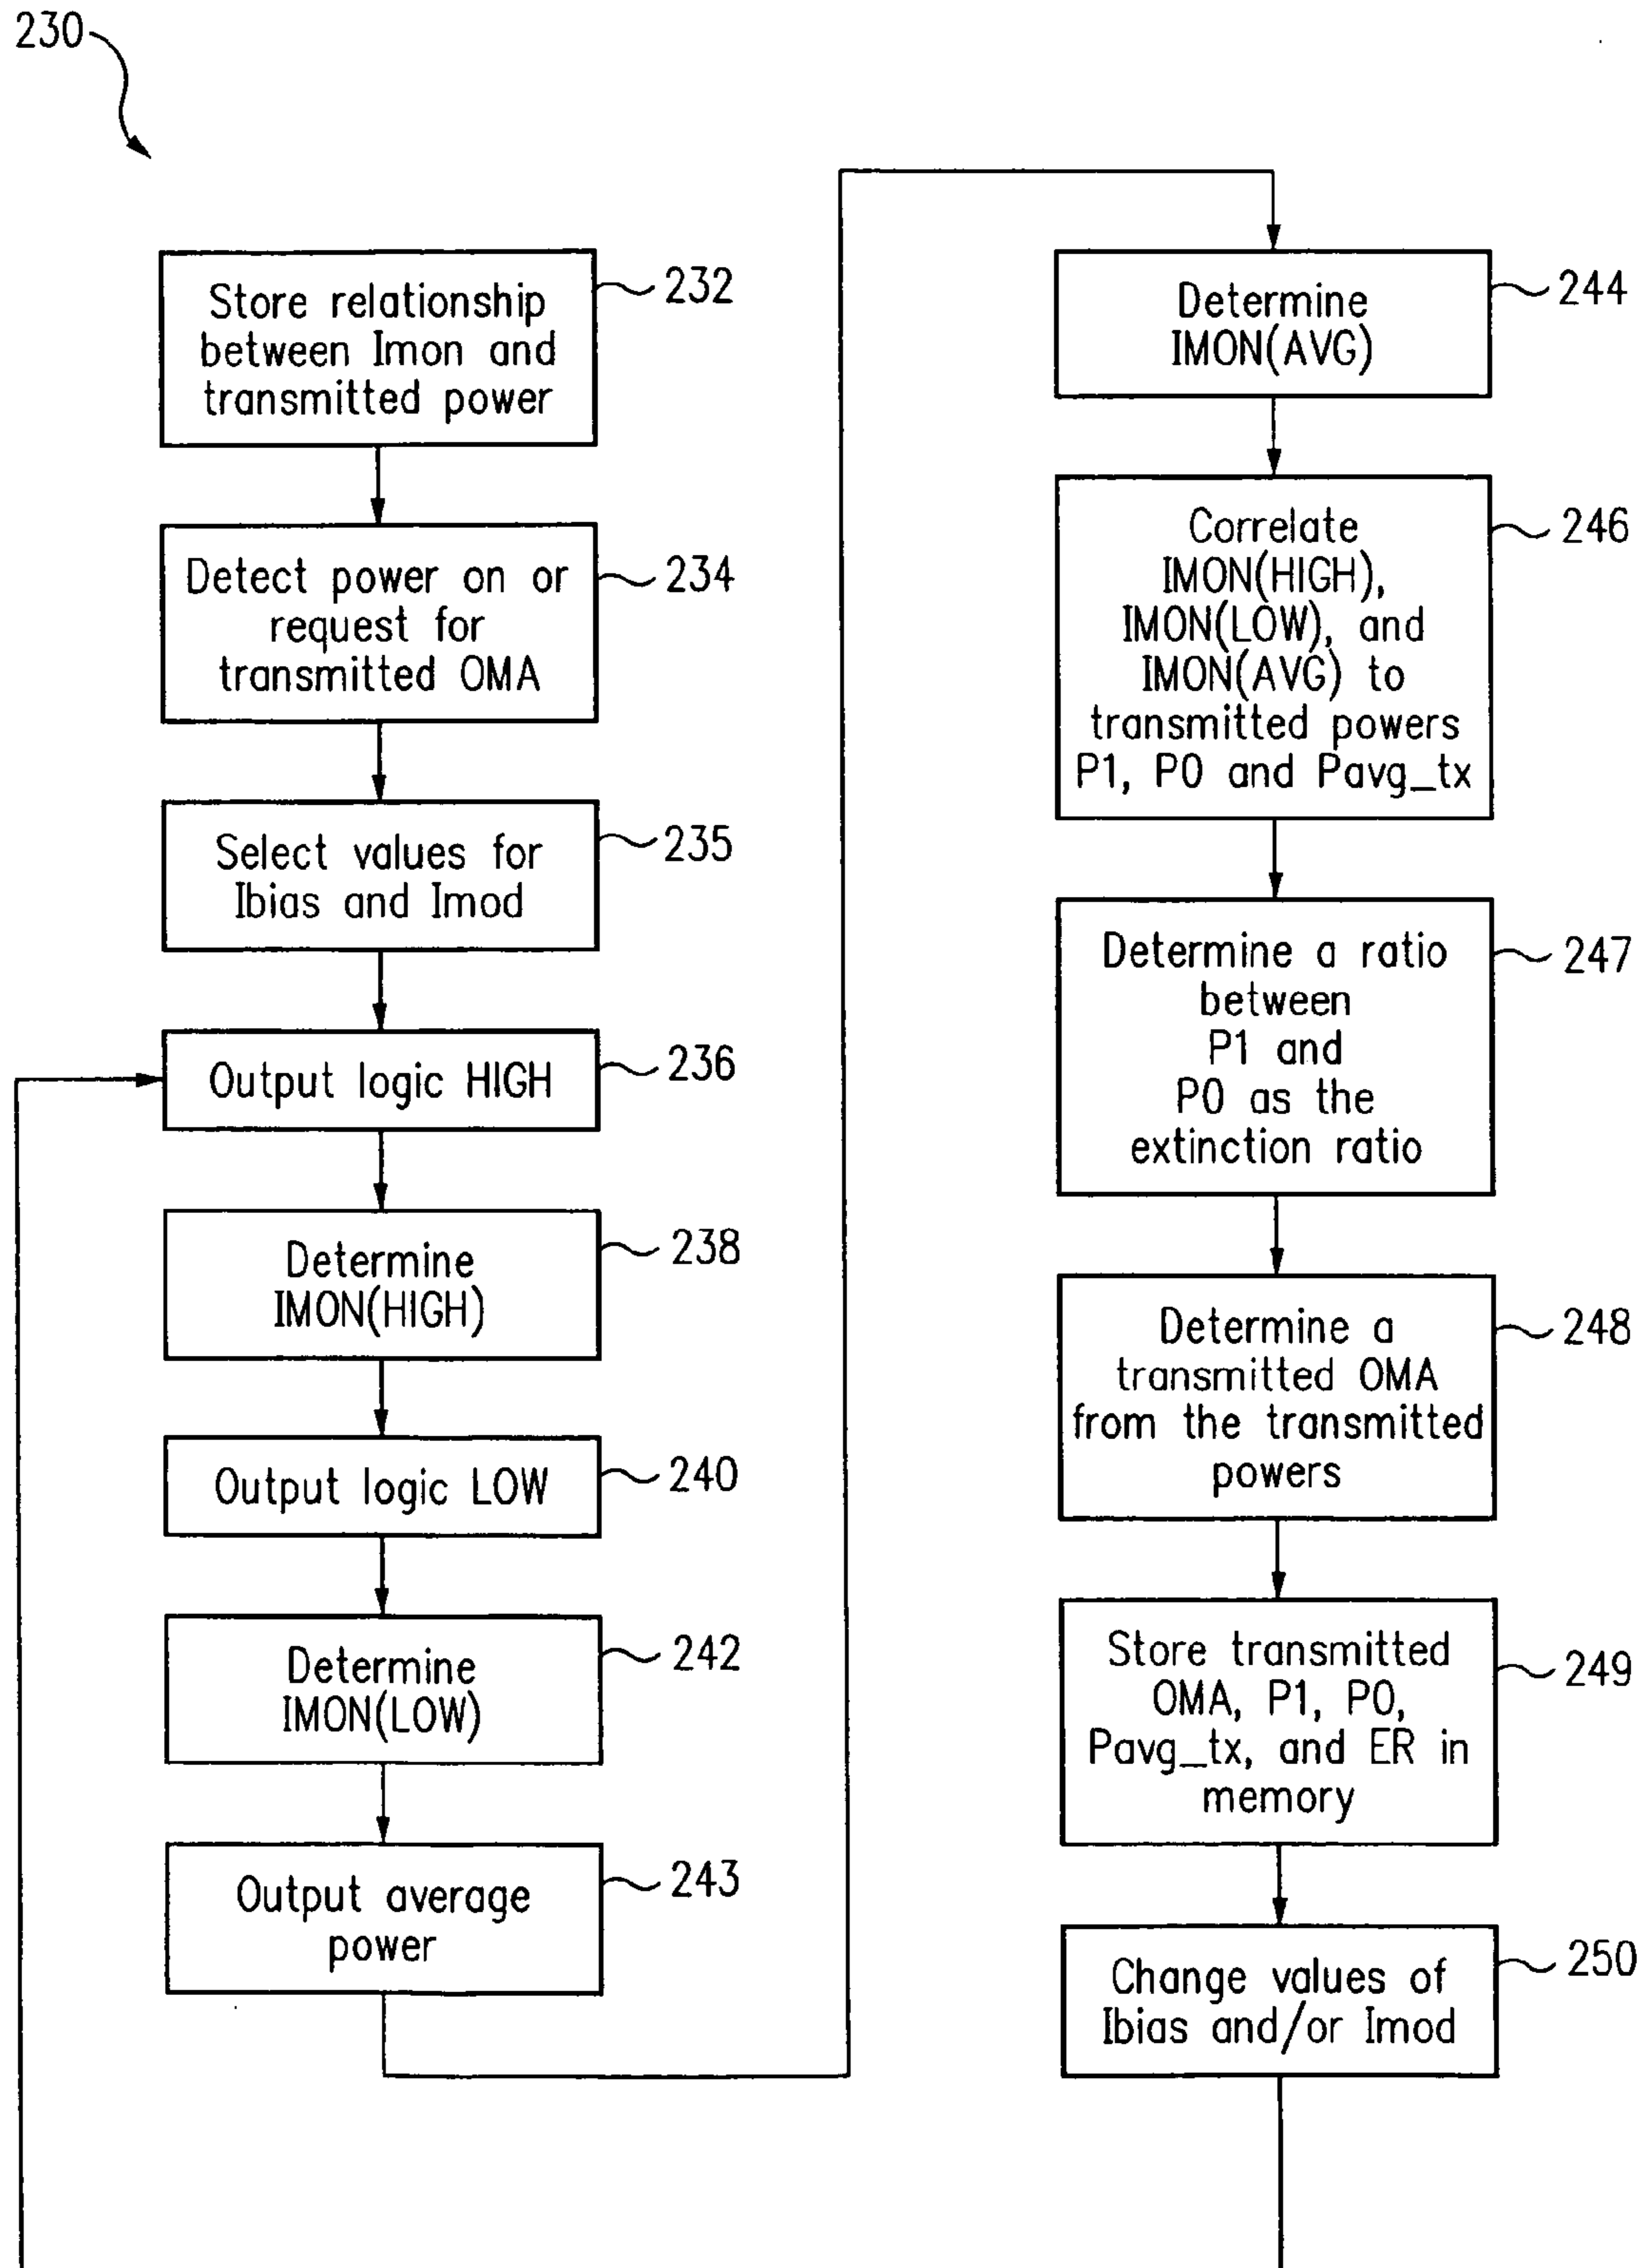 230
Store relationship
between Imon and
transmitted power
232
Detect power on or
request for
transmitted OMA
234
Select values for
Ibias and Imod
235
Output logic HIGH
236
Determine
IMON(HIGH)
238
Output logic LOW
240
Determine
IMON(LOW)
242
Output average
power
243
Determine
IMON(AVG)
244
Correlate
IMON(HIGH),
IMON(LOW), and
IMON(AVG) to
transmitted powers
P1, P0 and Pavg_tx
246
Determine a ratio
between
P1 and
P0 as the
extinction ratio
247
Determine a
transmitted OMA
from the transmitted
powers
248
Store transmitted
OMA, P1, P0,
Pavg_tx, and ER in
memory
249
Change values of
Ibias and/or Imod
250